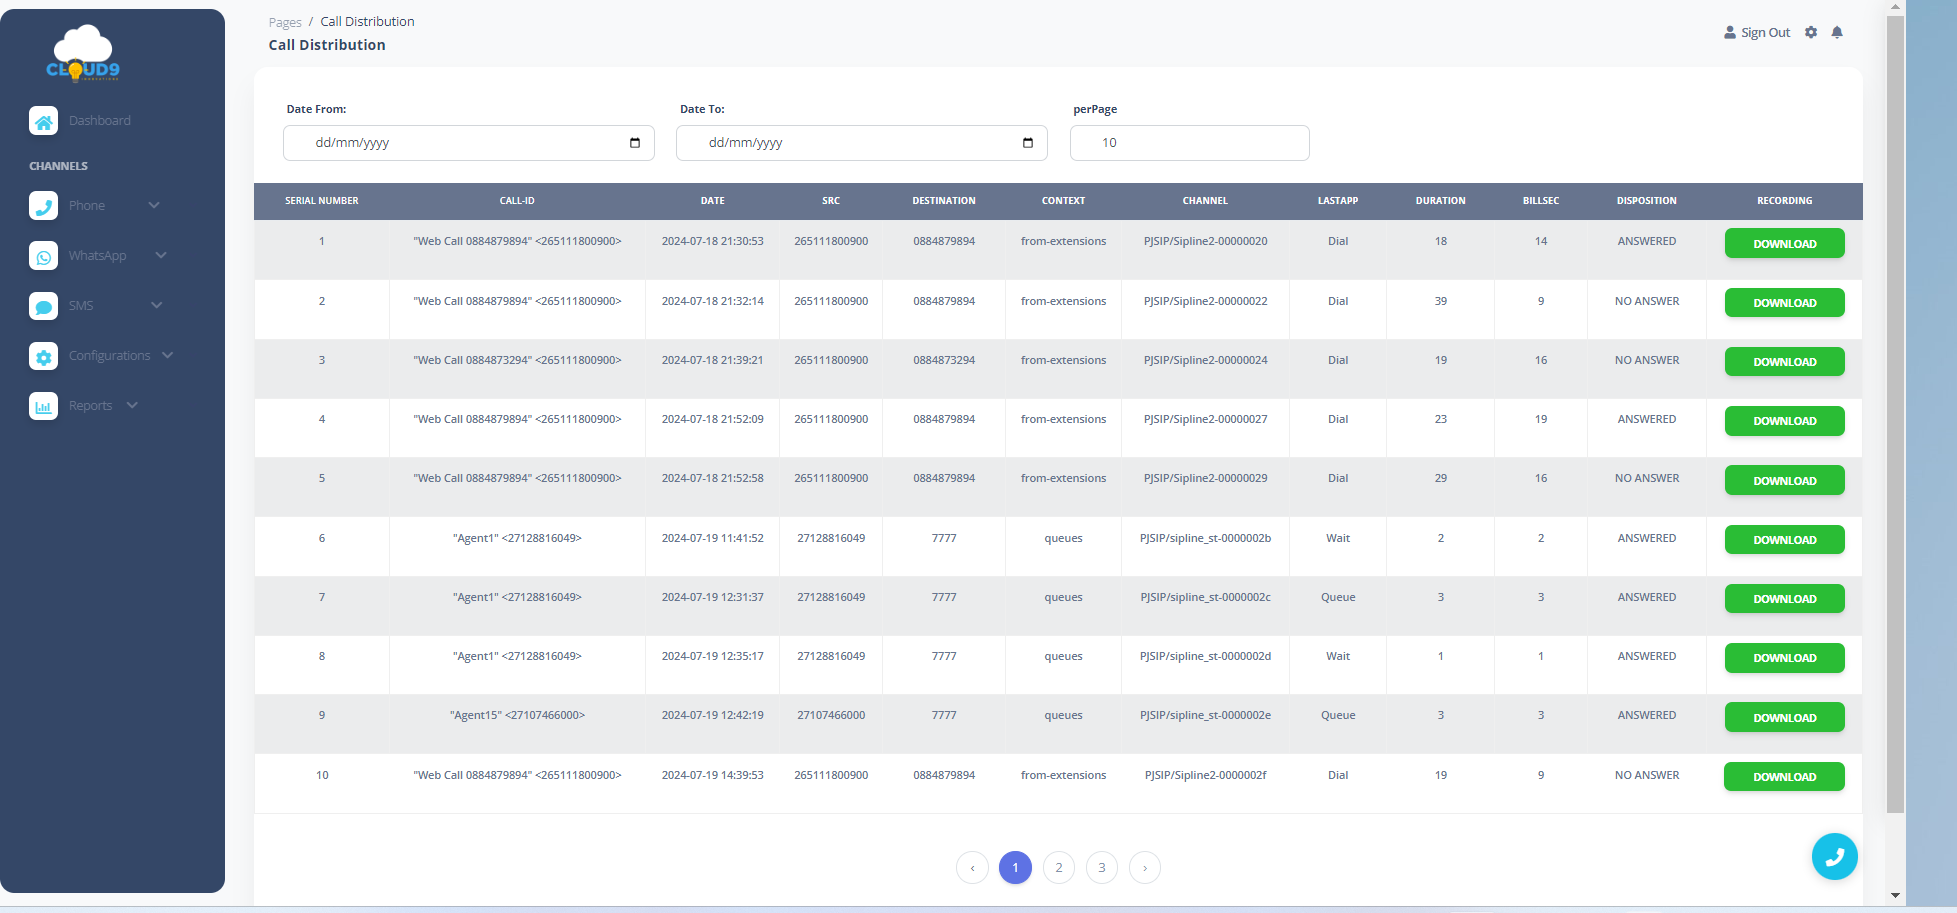 CLOUD9
Dashboard
CHANNELS
Phone
WhatsApp
SMS
Configurations
Reports
Pages / Call Distribution
Call Distribution
Sign Out
Date From: Date To: perPage
dd/mm/yyyy dd/mm/yyyy 10
SERIAL NUMBER CALL-ID DATE SRC DESTINATION CONTEXT CHANNEL LASTAPP DURATION BILLSEC DISPOSITION RECORDING
1 "Web Call 0884879894" <265111800900> 2024-07-18 21:30:53 265111800900 0884879894 from-extensions PJSIP/Sipline2-00000020 Dial 18 14 ANSWERED DOWNLOAD
2 "Web Call 0884879894" <265111800900> 2024-07-18 21:32:14 265111800900 0884879894 from-extensions PJSIP/Sipline2-00000022 Dial 39 9 NO ANSWER DOWNLOAD
3 "Web Call 0884873294" <265111800900> 2024-07-18 21:39:21 265111800900 0884873294 from-extensions PJSIP/Sipline2-00000024 Dial 19 16 NO ANSWER DOWNLOAD
4 "Web Call 0884879894" <265111800900> 2024-07-18 21:52:09 265111800900 0884879894 from-extensions PJSIP/Sipline2-00000027 Dial 23 19 ANSWERED DOWNLOAD
5 "Web Call 0884879894" <265111800900> 2024-07-18 21:52:58 265111800900 0884879894 from-extensions PJSIP/Sipline2-00000029 Dial 29 16 NO ANSWER DOWNLOAD
6 "Agent1" <27128816049> 2024-07-19 11:41:52 27128816049 7777 queues PJSIP/sipline_st-0000002b Wait 2 2 ANSWERED DOWNLOAD
7 "Agent1" <27128816049> 2024-07-19 12:31:37 27128816049 7777 queues PJSIP/sipline_st-0000002c Queue 3 3 ANSWERED DOWNLOAD
8 "Agent1" <27128816049> 2024-07-19 12:35:17 27128816049 7777 queues PJSIP/sipline_st-0000002d Wait 1 1 ANSWERED DOWNLOAD
9 "Agent15" <27107466000> 2024-07-19 12:42:19 27107466000 7777 queues PJSIP/sipline_st-0000002e Queue 3 3 ANSWERED DOWNLOAD
10 "Web Call 0884879894" <265111800900> 2024-07-19 14:39:53 265111800900 0884879894 from-extensions PJSIP/Sipline2-0000002f Dial 19 9 NO ANSWER DOWNLOAD
‹ 1 2 3 ›